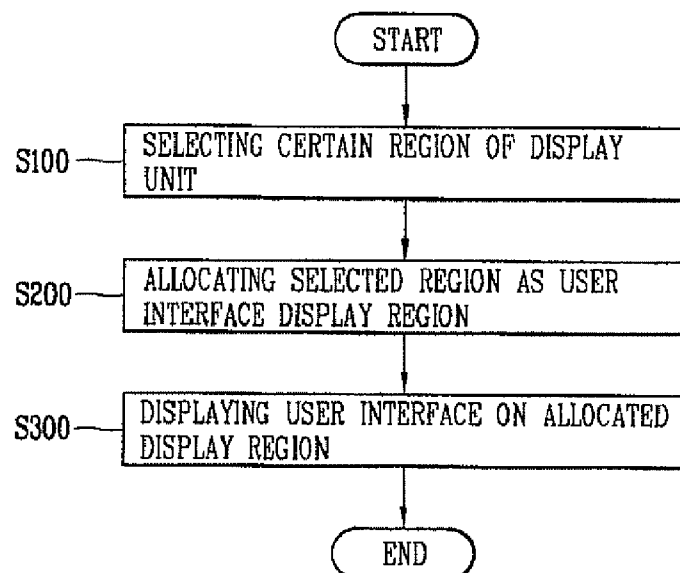 START
S100
SELECTING CERTAIN REGION OF DISPLAY
UNIT
S200
ALLOCATING SELECTED REGION AS USER
INTERFACE DISPLAY REGION
S300
DISPLAYING USER INTERFACE ON ALLOCATED
DISPLAY REGION
END